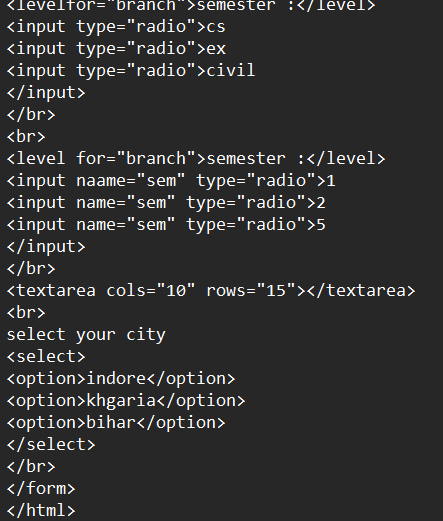 <levelfor="branch">semester :</level>
<input type="radio">cs
<input type="radio">ex
<input type="radio">civil
</input>
</br>
<br>
<level for="branch">semester :</level>
<input naame="sem" type="radio">1
<input name="sem" type="radio">2
<input name="sem" type="radio">5
</input>
</br>
<textarea cols="10" rows="15"></textarea>
<br>
select your city
<select>
<option>indore</option>
<option>khgaria</option>
<option>bihar</option>
</select>
</br>
</form>
</html>